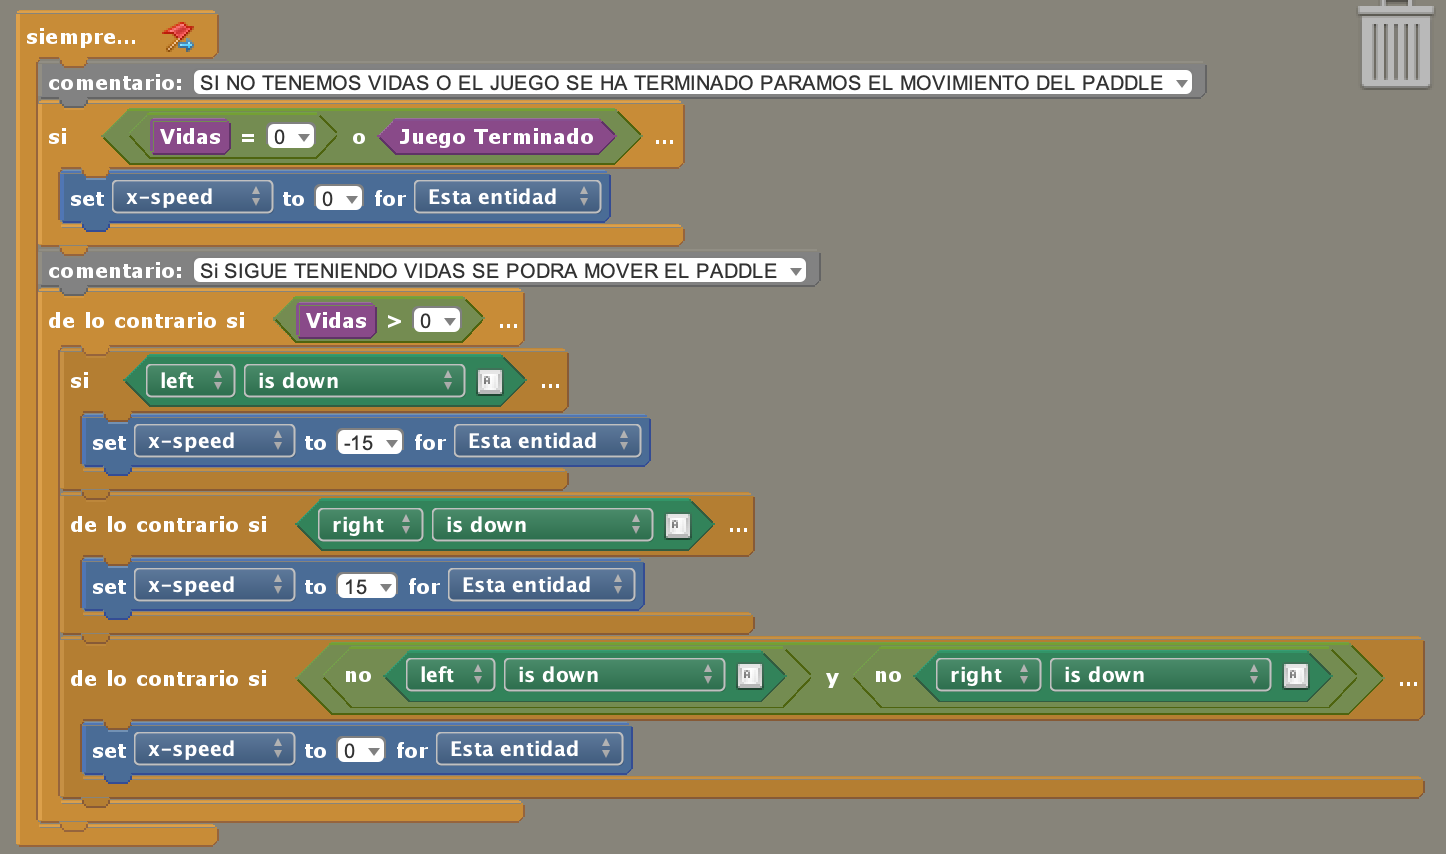 siempre...
comentario: SI NO TENEMOS VIDAS O EL JUEGO SE HA TERMINADO PARAMOS EL MOVIMIENTO DEL PADDLE
si Vidas = 0 o Juego Terminado ...
set x-speed to 0 for Esta entidad
comentario: Si SIGUE TENIENDO VIDAS SE PODRA MOVER EL PADDLE
de lo contrario si Vidas > 0 ...
si left is down A ...
set x-speed to -15 for Esta entidad
de lo contrario si right is down A ...
set x-speed to 15 for Esta entidad
de lo contrario si no left is down A y no right is down A ...
set x-speed to 0 for Esta entidad